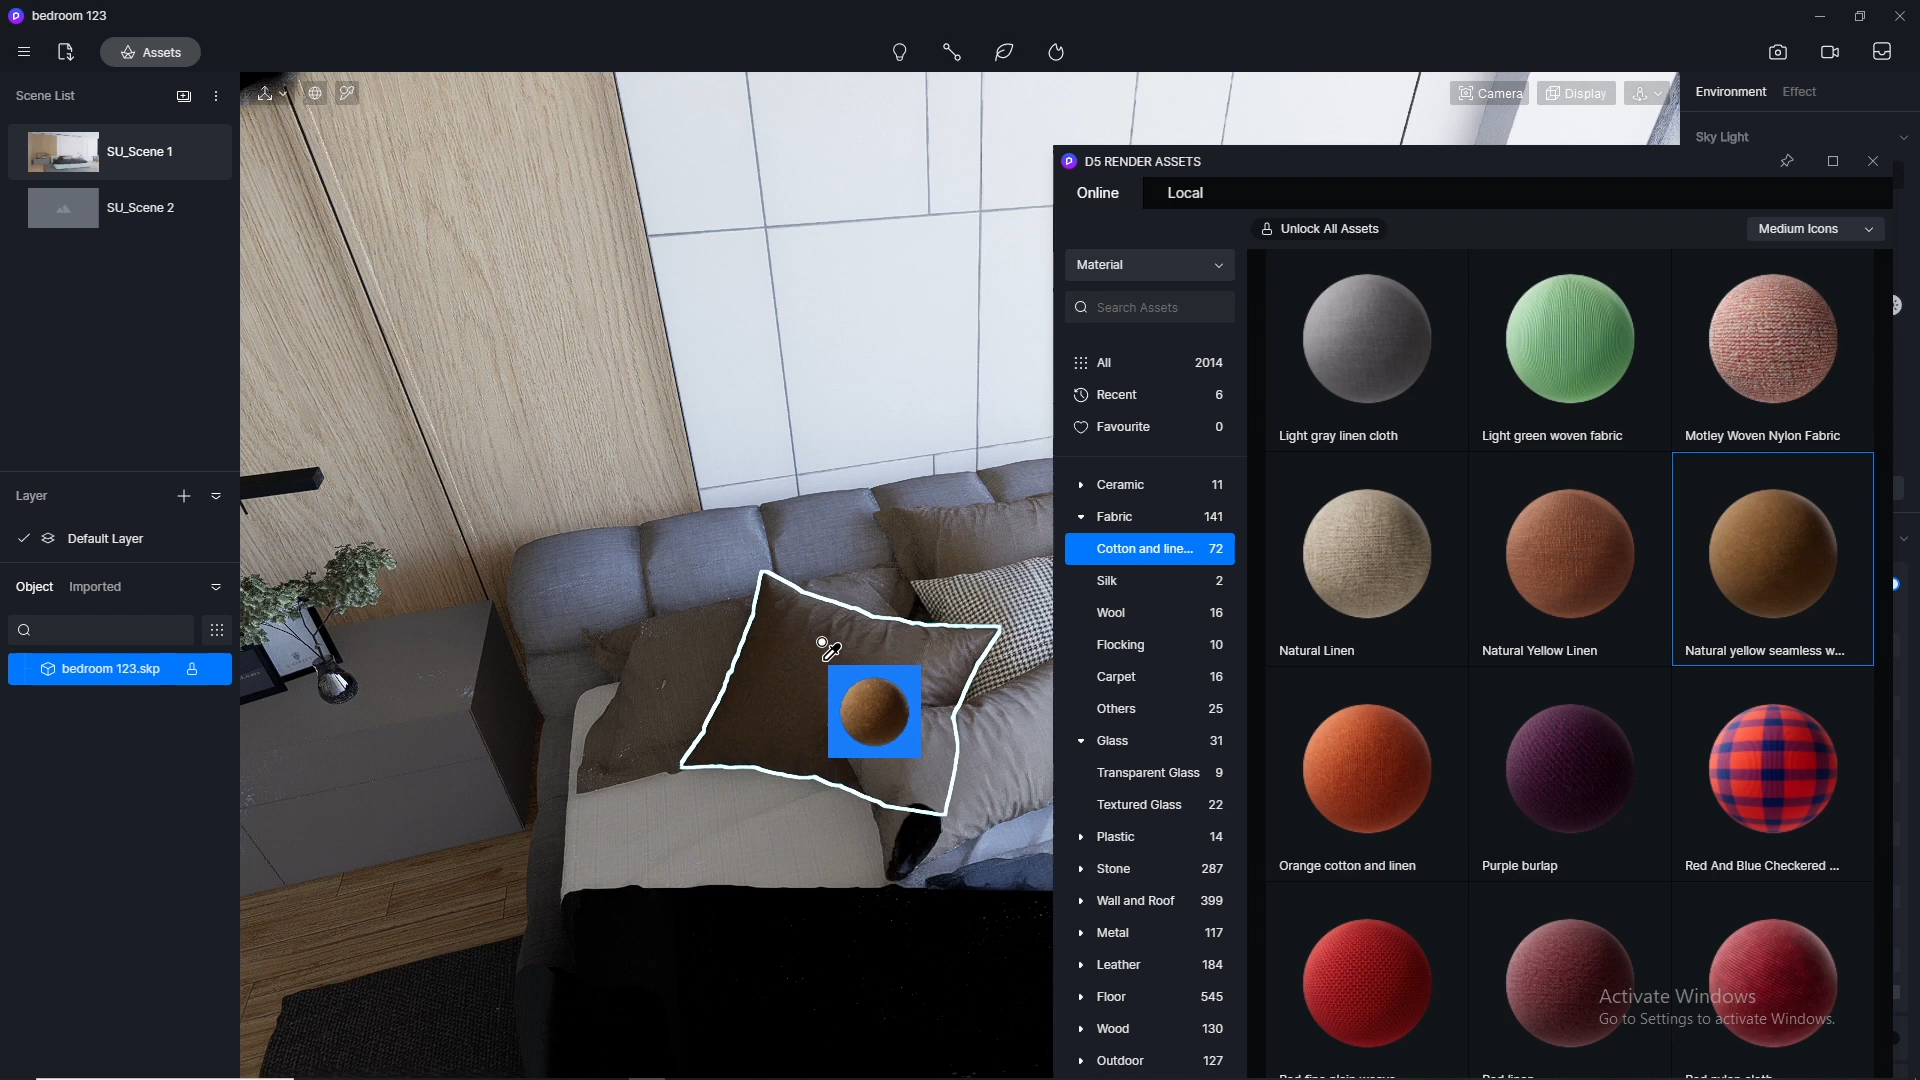 bedroom 123
Assets
Scene List
SU_Scene 1
SU_Scene 2
Layer
Default Layer
Object Imported
bedroom 123.skp
Camera
Display
Environment Effect
Sky Light
D5 RENDER ASSETS
Online Local
Unlock All Assets
Medium Icons
Material
Search Assets
All 2014
Recent 6
Favourite 0
Ceramic 11
Fabric 141
Cotton and line... 72
Silk 2
Wool 16
Flocking 10
Carpet 16
Others 25
Glass 31
Transparent Glass 9
Textured Glass 22
Plastic 14
Stone 287
Wall and Roof 399
Metal 117
Leather 184
Floor 545
Wood 130
Outdoor 127
Light gray linen cloth
Light green woven fabric
Motley Woven Nylon Fabric
Natural Linen
Natural Yellow Linen
Natural yellow seamless w...
Orange cotton and linen
Purple burlap
Red And Blue Checkered ...
Activate Windows
Go to Settings to activate Windows.